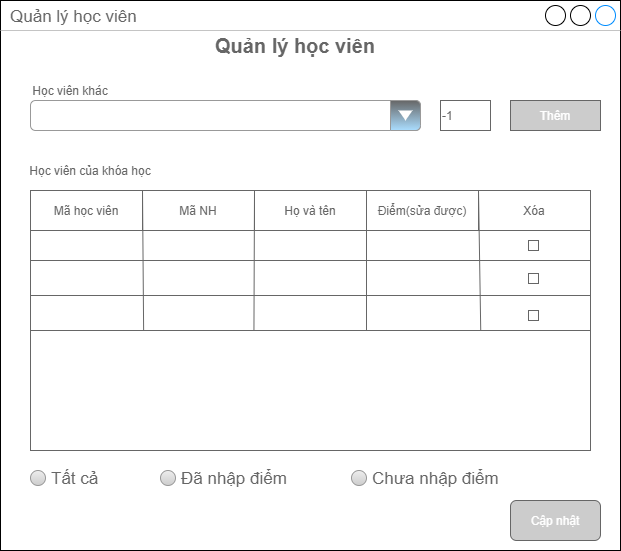 Quản lý học viên
Quản lý học viên
Học viên khác
-1 Thêm
Học viên của khóa học
Mã học viên Mã NH Họ và tên Điểm(sửa được) Xóa
Tất cả Đã nhập điểm Chưa nhập điểm
Cập nhật